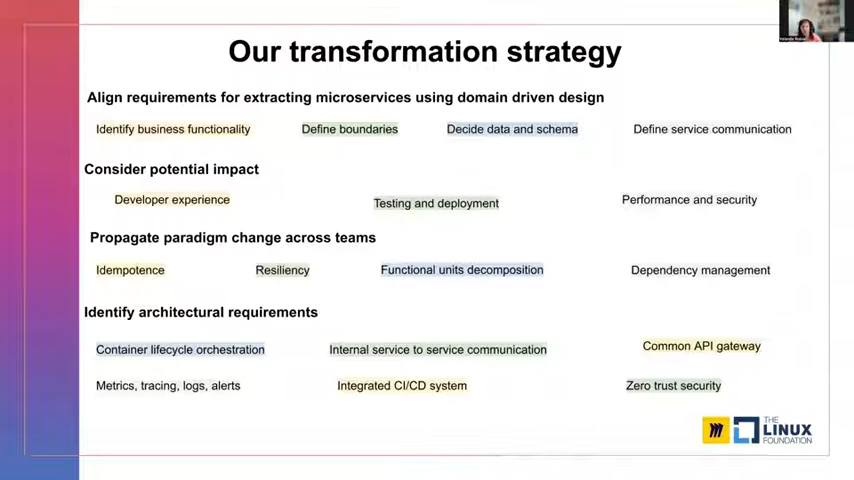 Our transformation strategy
Align requirements for extracting microservices using domain driven design
Identify business functionality
Define boundaries
Decide data and schema
Define service communication
Consider potential impact
Developer experience
Testing and deployment
Performance and security
Propagate paradigm change across teams
Idempotence
Resiliency
Functional units decomposition
Dependency management
Identify architectural requirements
Container lifecycle orchestration
Internal service to service communication
Common API gateway
Metrics, tracing, logs, alerts
Integrated CI/CD system
Zero trust security
THE
LINUX
FOUNDATION